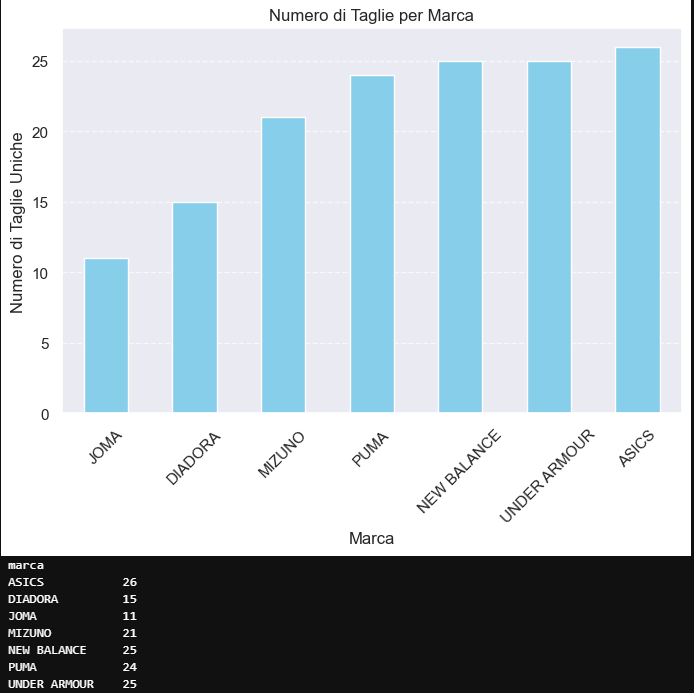 Numero di Taglie per Marca
Numero di Taglie Uniche
25
20
15
10
5
0
JOMA
DIADORA
MIZUNO
PUMA
NEW BALANCE
UNDER ARMOUR
ASICS
Marca
marca
ASICS 26
DIADORA 15
JOMA 11
MIZUNO 21
NEW BALANCE 25
PUMA 24
UNDER ARMOUR 25